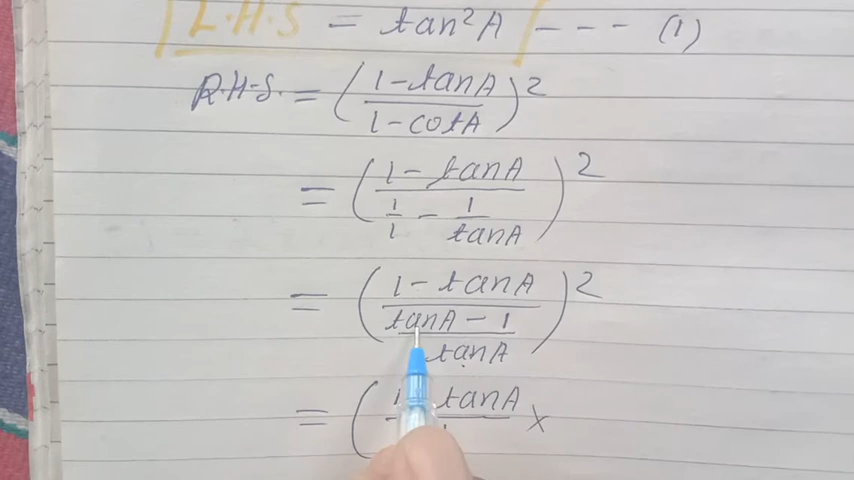 L.H.S = tan²A --- (1)
R.H.S. = (1-tanA / 1-cotA)²
= (1-tanA / 1/1 - 1/tanA)²
= (1-tanA / tanA-1 / tanA)²
= (1 tanA ×